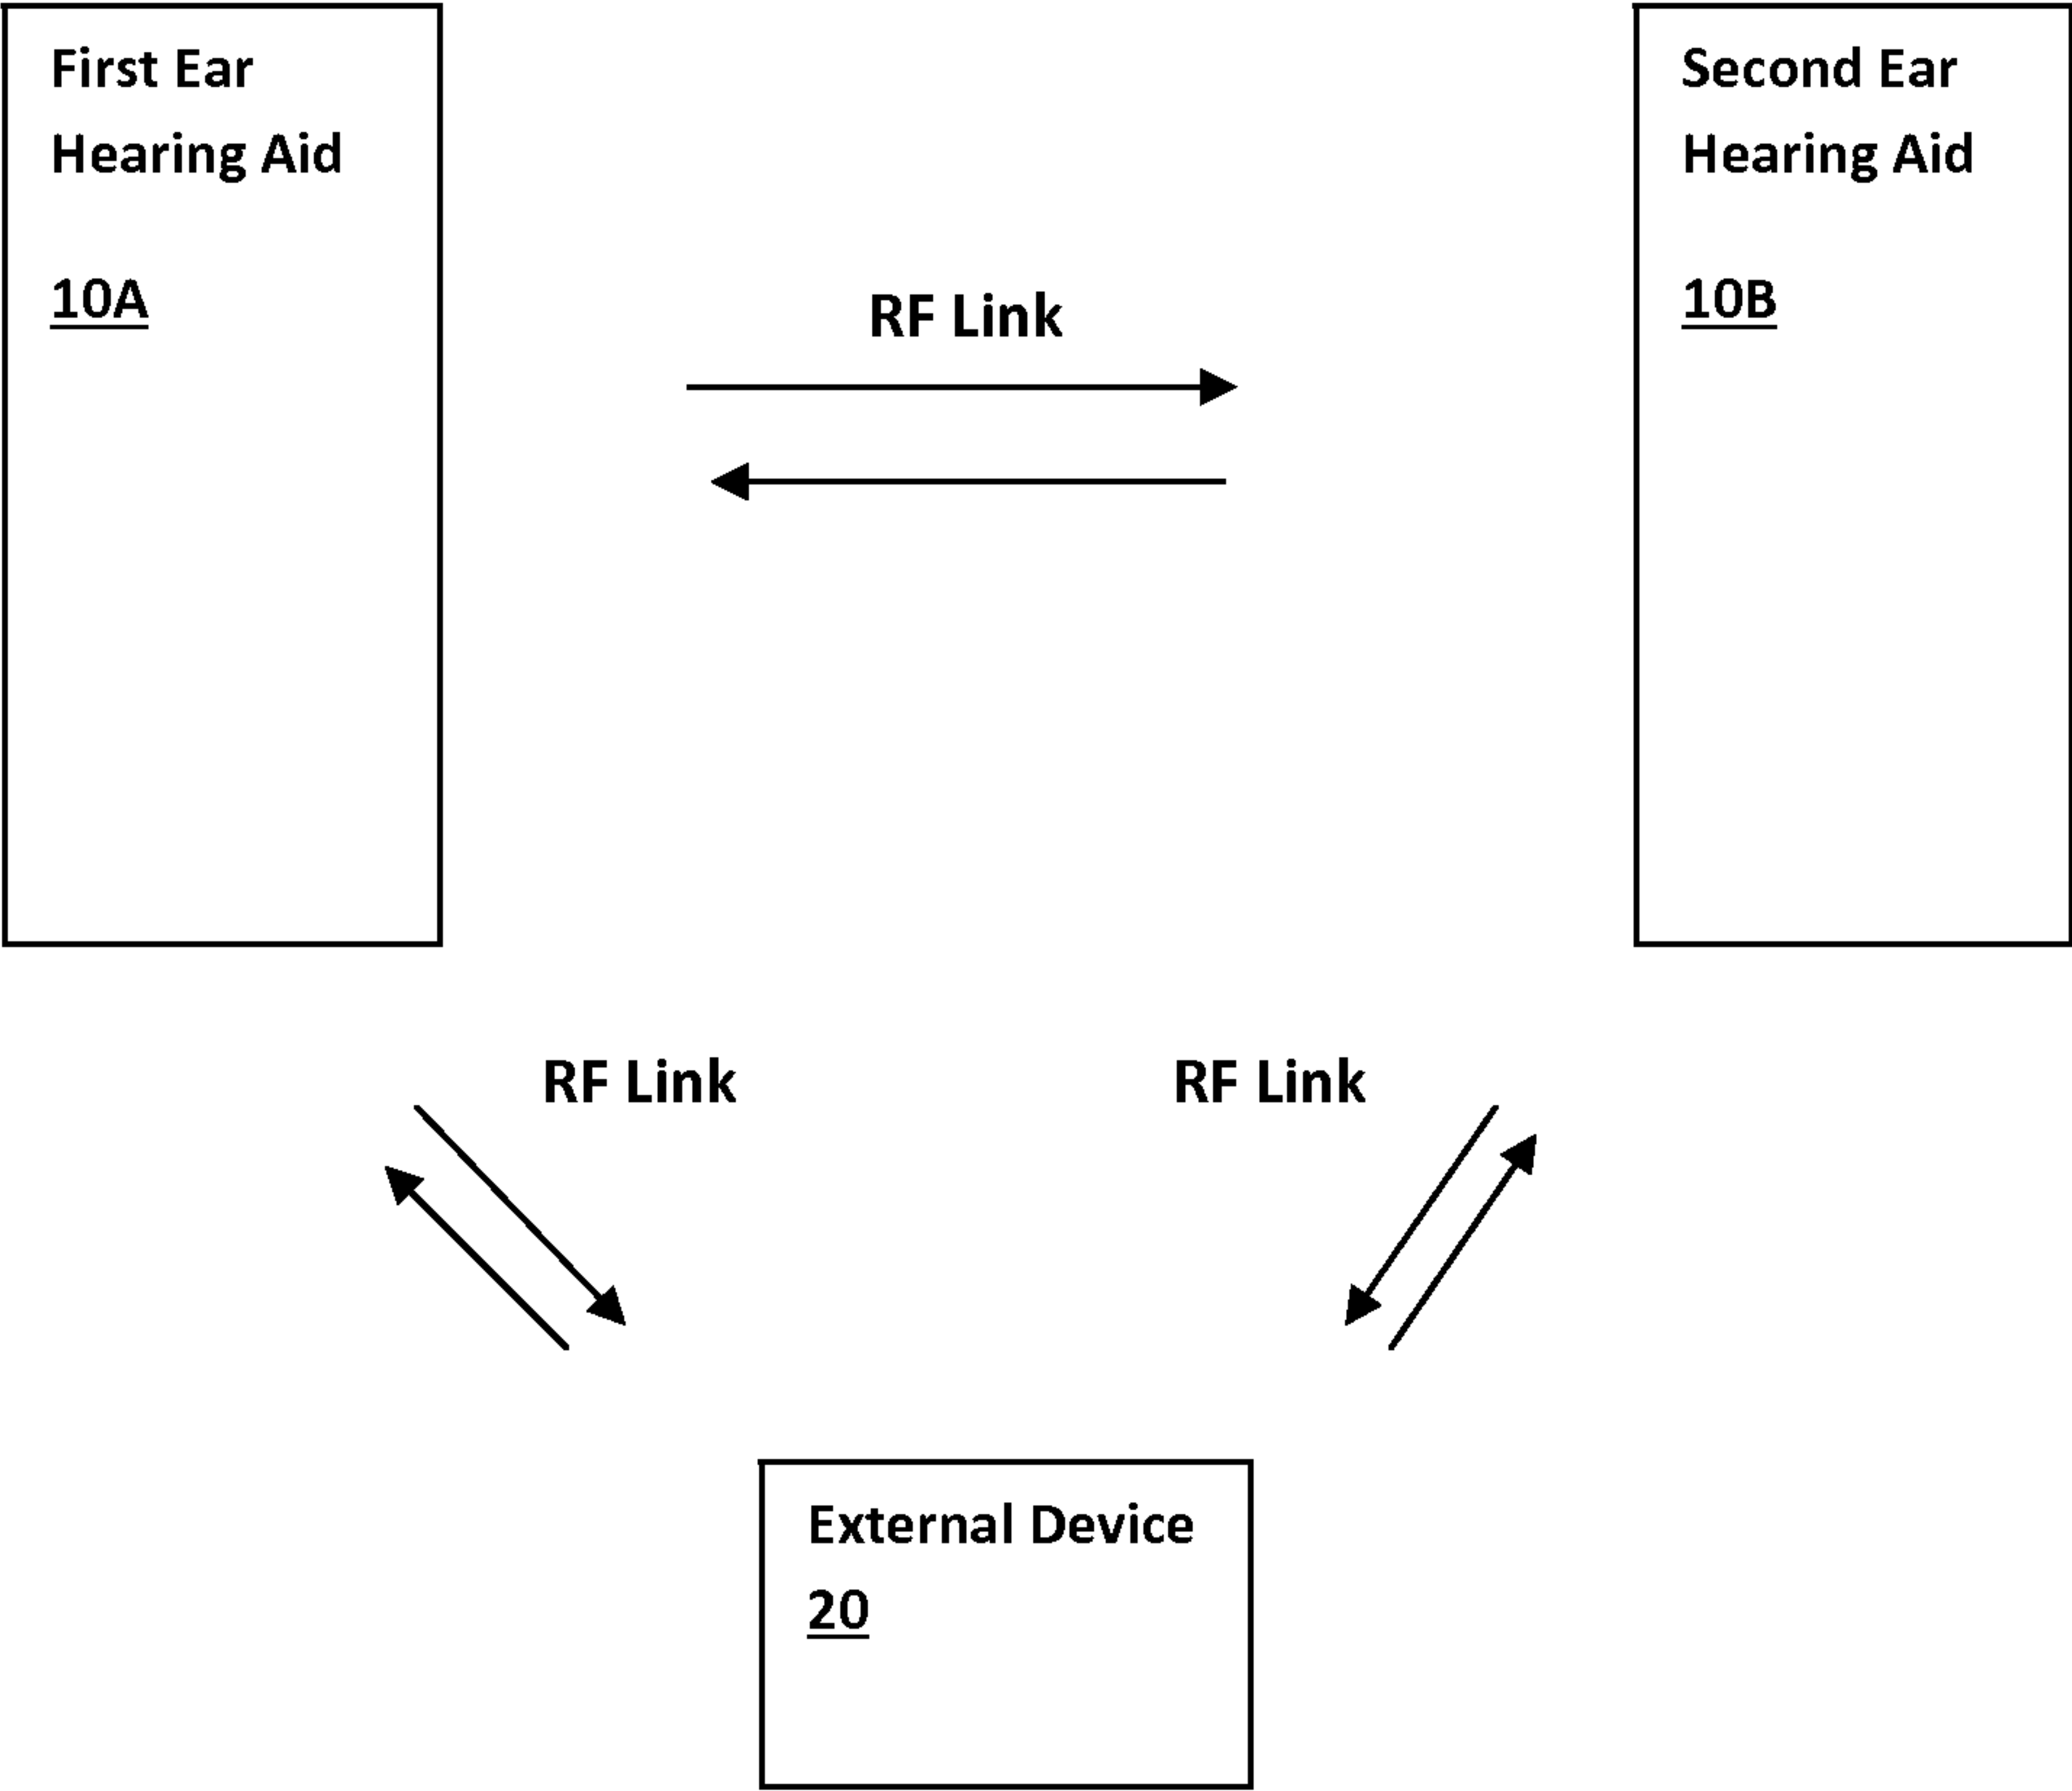 First Ear
Hearing Aid
10A
Second Ear
Hearing Aid
10B
RF Link
RF Link
RF Link
External Device
20